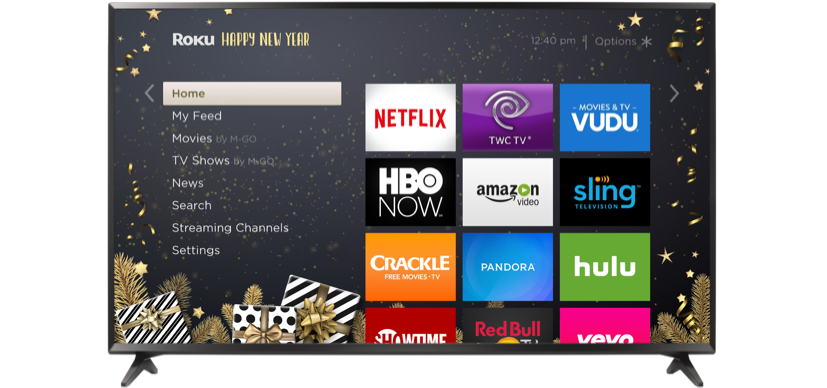 Roku HAPPY NEW YEAR
12:40 pm | Options
Home
My Feed
Movies by M-GO
TV Shows by M-GO
News
Search
Streaming Channels
Settings
NETFLIX
TWC TV
MOVIES & TV
VUDU
HBO
NOW
amazon
video
sling
TELEVISION
CRACKLE
FREE MOVIES • TV
PANDORA
hulu
SHOWTIME
Red Bull
TV
vevo